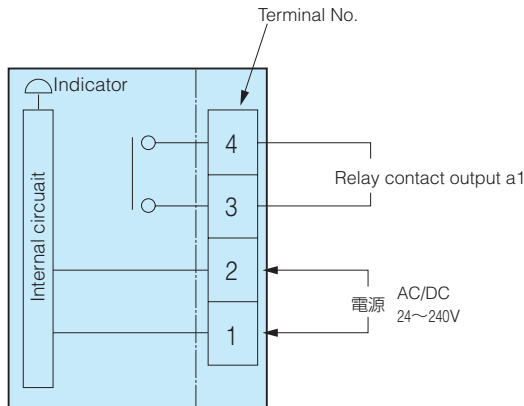 Terminal No.
Indicator
Internal circuait
4
3
2
1
Relay contact output a1
電源
AC/DC
24～240V